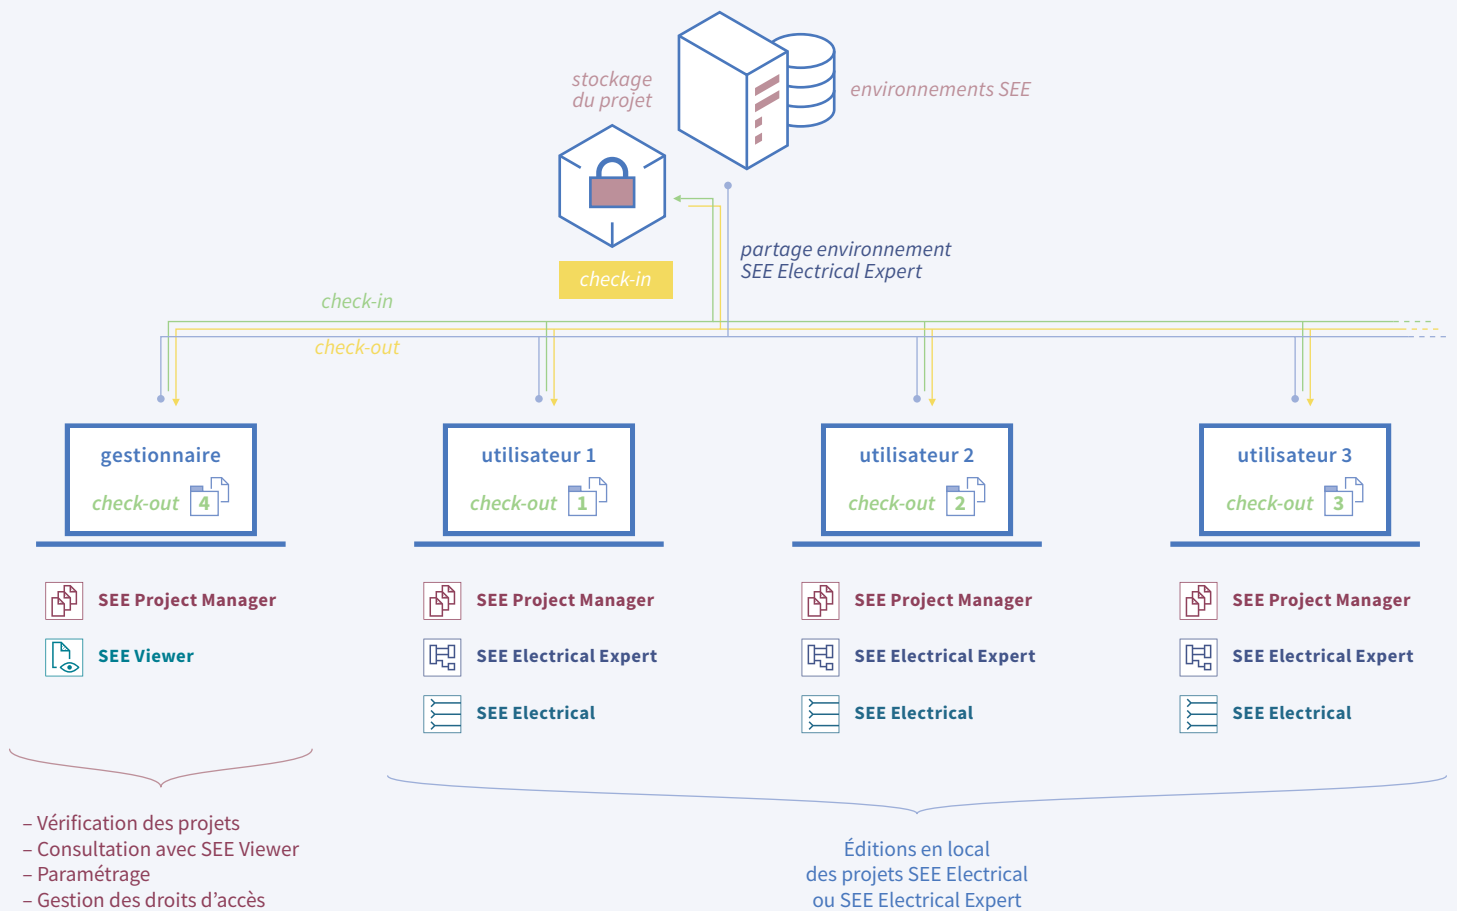 stockage
du projet
environnements SEE
partage environnement
SEE Electrical Expert
check-in
check-in
check-out
gestionnaire
check-out 4
utilisateur 1
check-out 1
utilisateur 2
check-out 2
utilisateur 3
check-out 3
SEE Project Manager
SEE Viewer
SEE Project Manager
SEE Electrical Expert
SEE Electrical
SEE Project Manager
SEE Electrical Expert
SEE Electrical
SEE Project Manager
SEE Electrical Expert
SEE Electrical
– Vérification des projets
– Consultation avec SEE Viewer
– Paramétrage
– Gestion des droits d’accès
Éditions en local
des projets SEE Electrical
ou SEE Electrical Expert